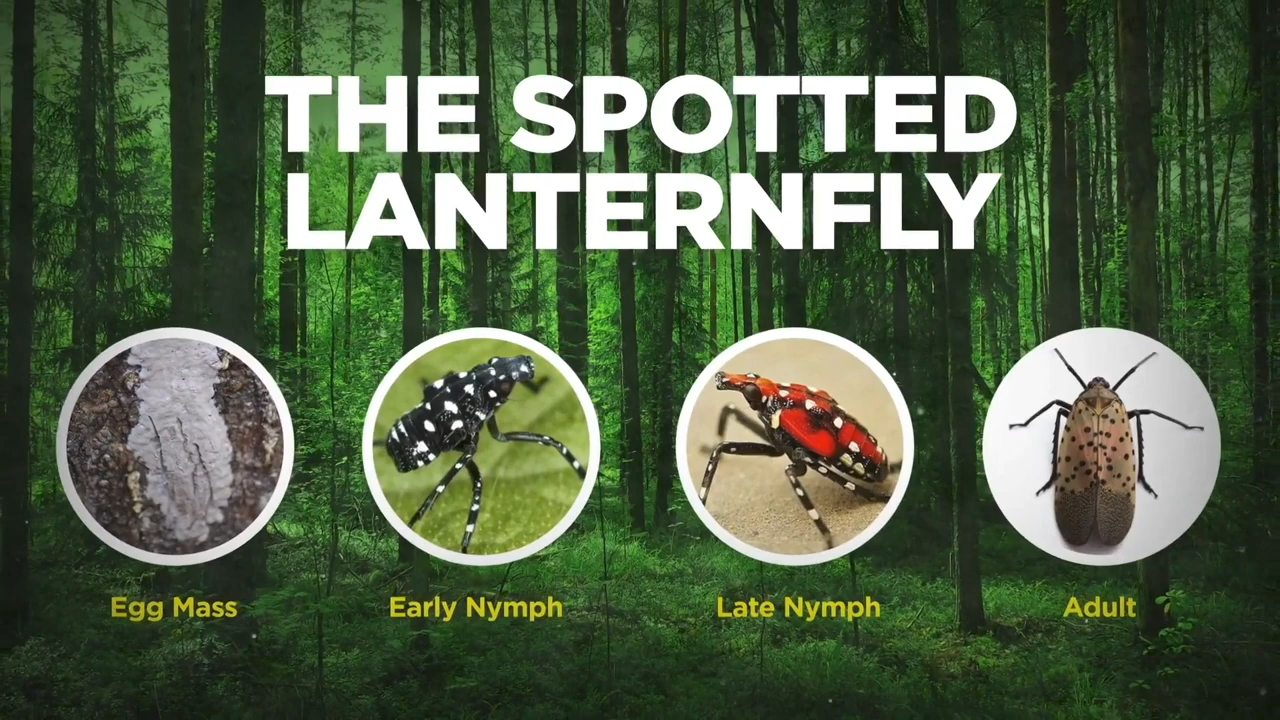 THE SPOTTED
LANTERNFLY
Egg Mass
Early Nymph
Late Nymph
Adult